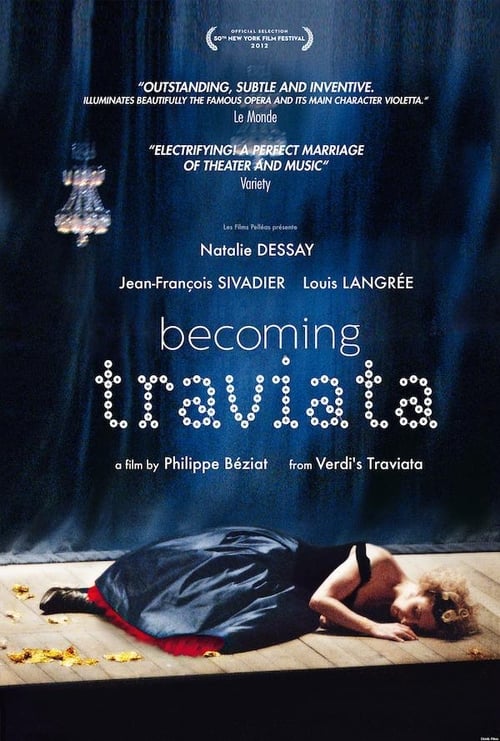 OFFICIAL SELECTION
50TH NEW YORK FILM FESTIVAL
2012
“OUTSTANDING, SUBTLE AND INVENTIVE.
ILLUMINATES BEAUTIFULLY THE FAMOUS OPERA AND ITS MAIN CHARACTER VIOLETTA.“
Le Monde
“ELECTRIFYING! A PERFECT MARRIAGE
OF THEATER AND MUSIC“
Variety
Les Films Pelléas présente
Natalie DESSAY
Jean-François SIVADIER Louis LANGRÉE
becoming
traviata
a film by Philippe Béziat from Verdi's Traviata